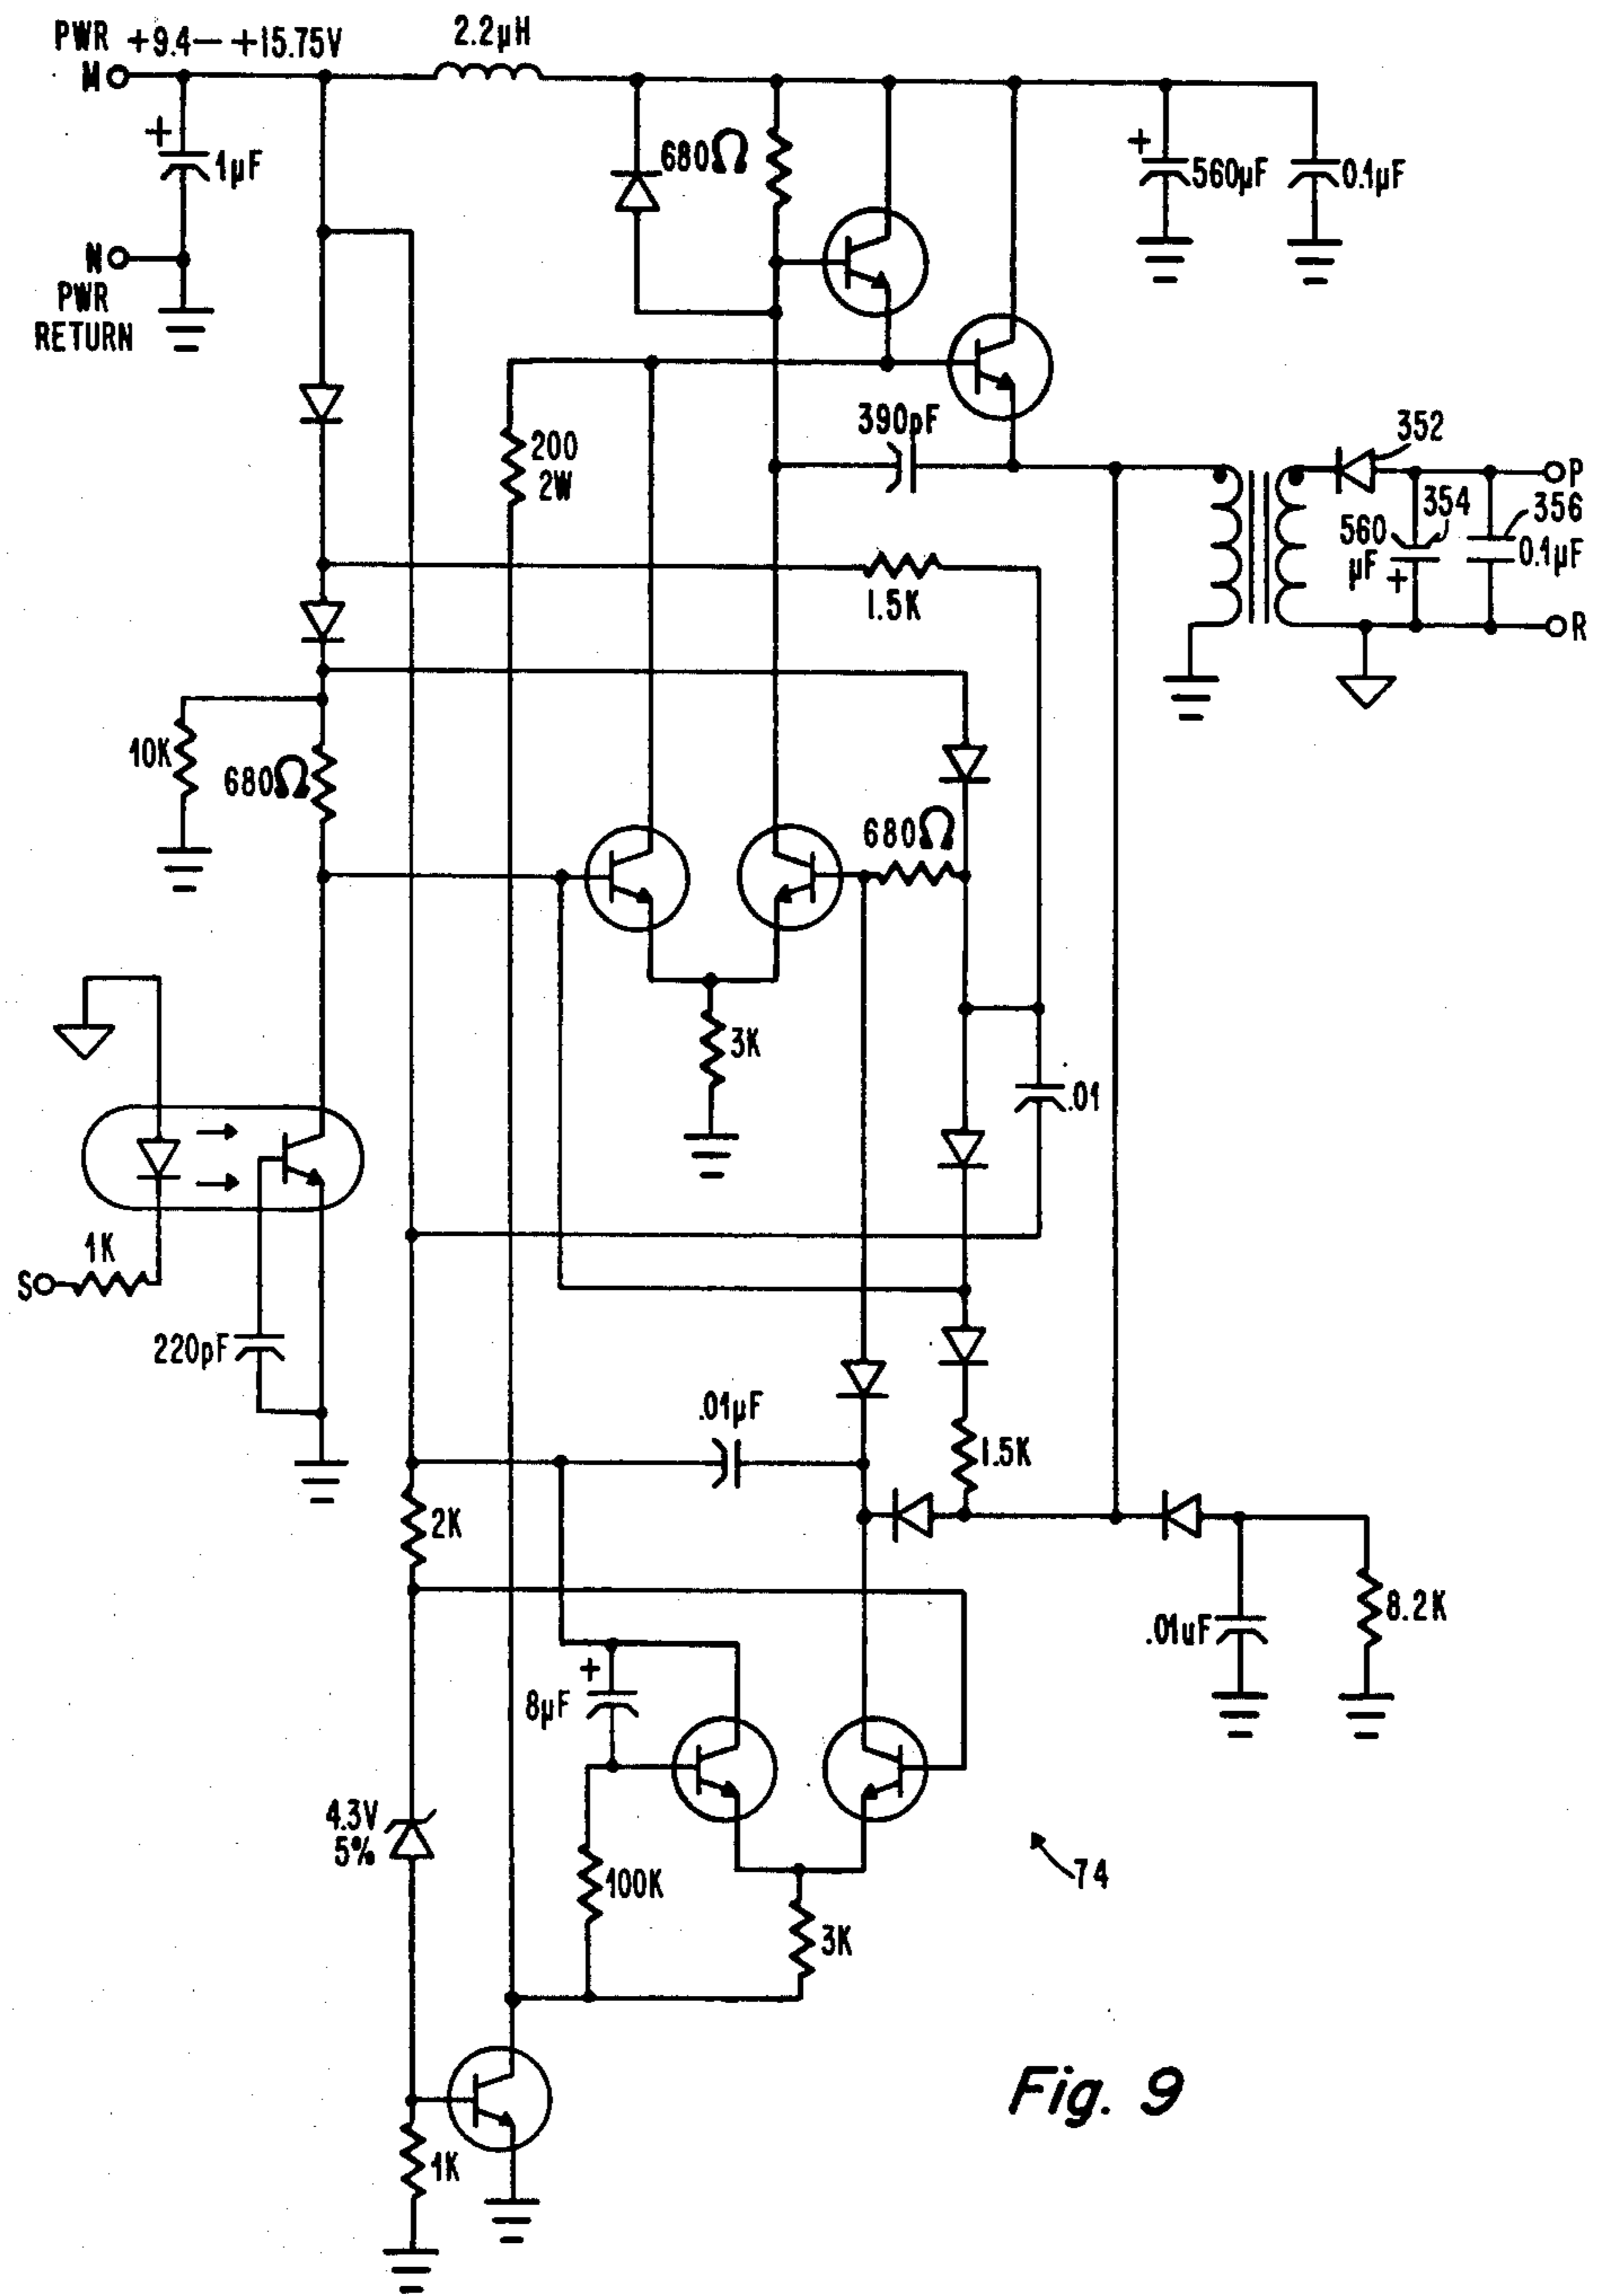 PWR +9.4— +15.75V
M
2.2µH
+
1µF
N
PWR
RETURN
680Ω
+
560µF
0.1µF
390pF
200
2W
352
P
354
356
560
µF
+
0.1µF
R
1.5K
10K
680Ω
680Ω
3K
.01
1K
S
220pF
.01µF
1.5K
2K
.01uF
8.2K
+
8µF
4.3V
5%
100K
3K
74
1K
Fig. 9